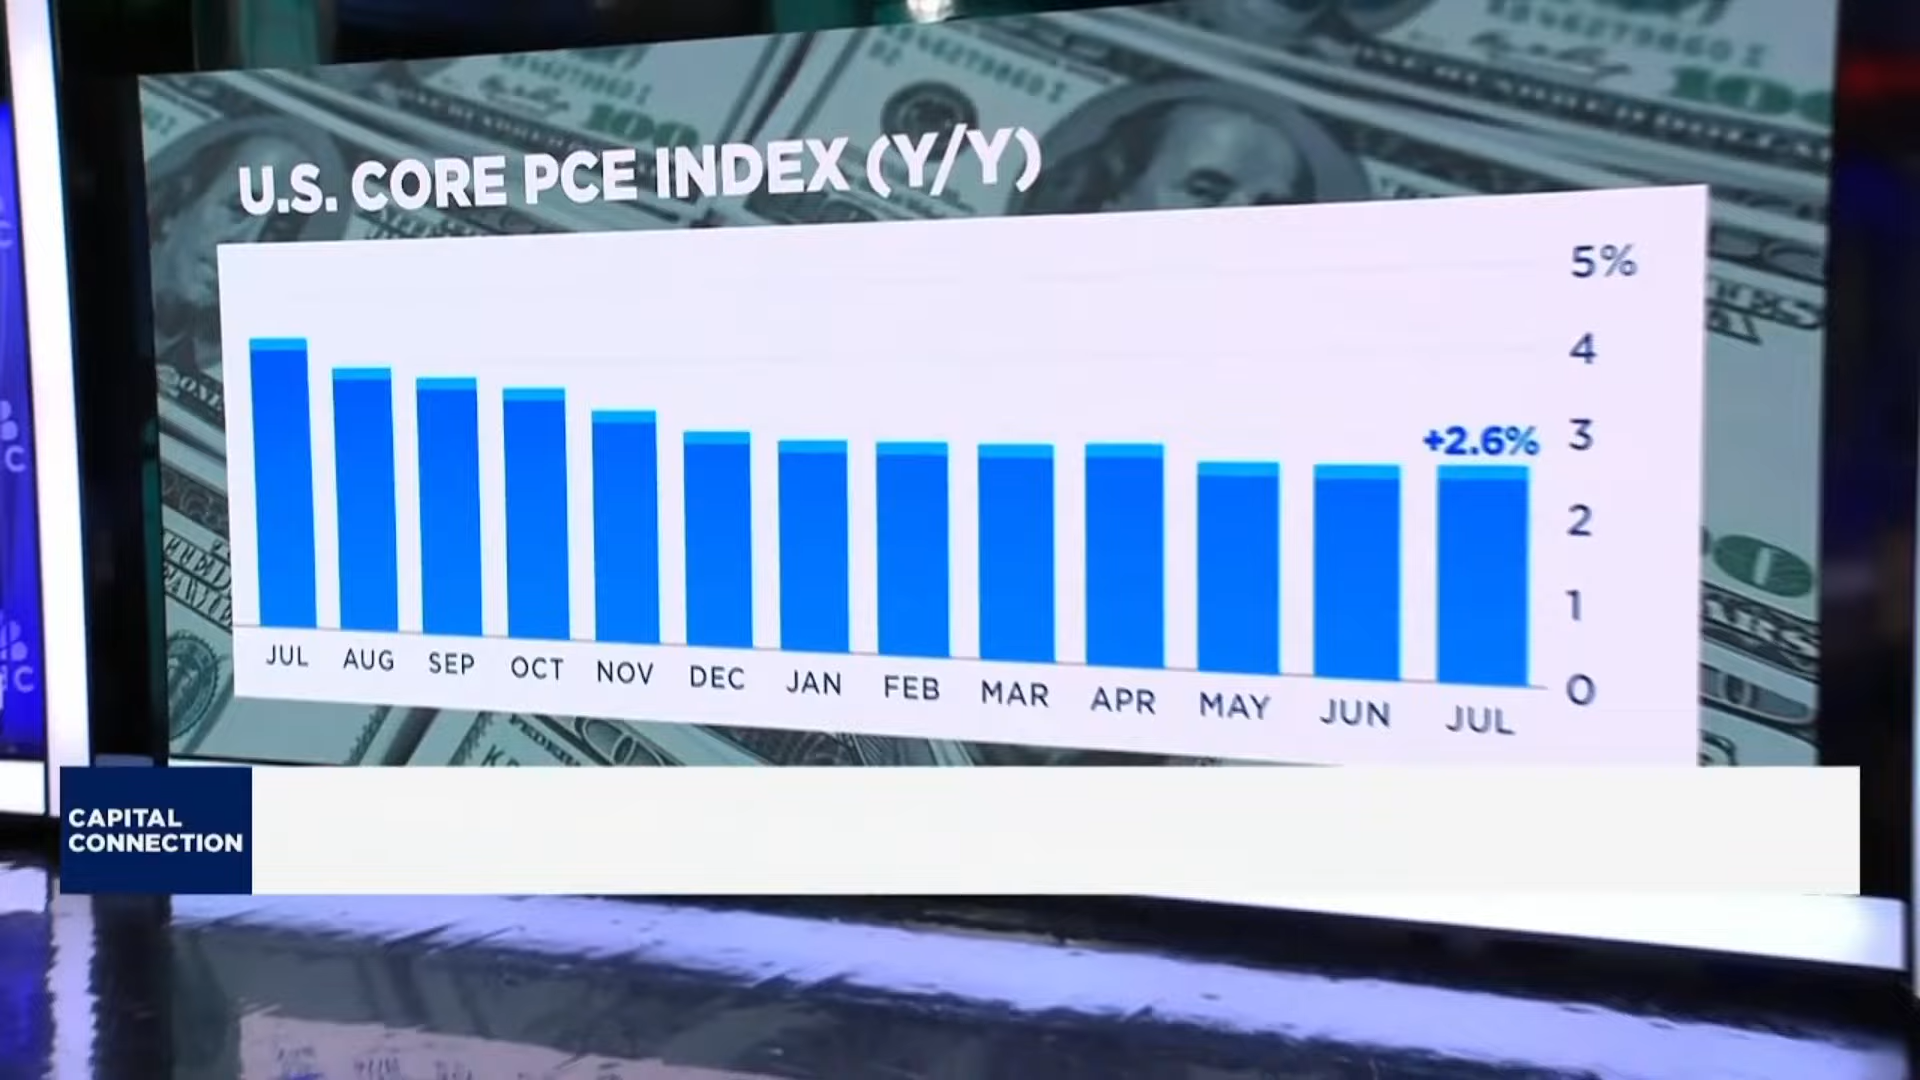 U.S. CORE PCE INDEX (Y/Y)
5%
4
+2.6% 3
2
1
0
JUL AUG SEP OCT NOV DEC JAN FEB MAR APR MAY JUN JUL
CAPITAL
CONNECTION